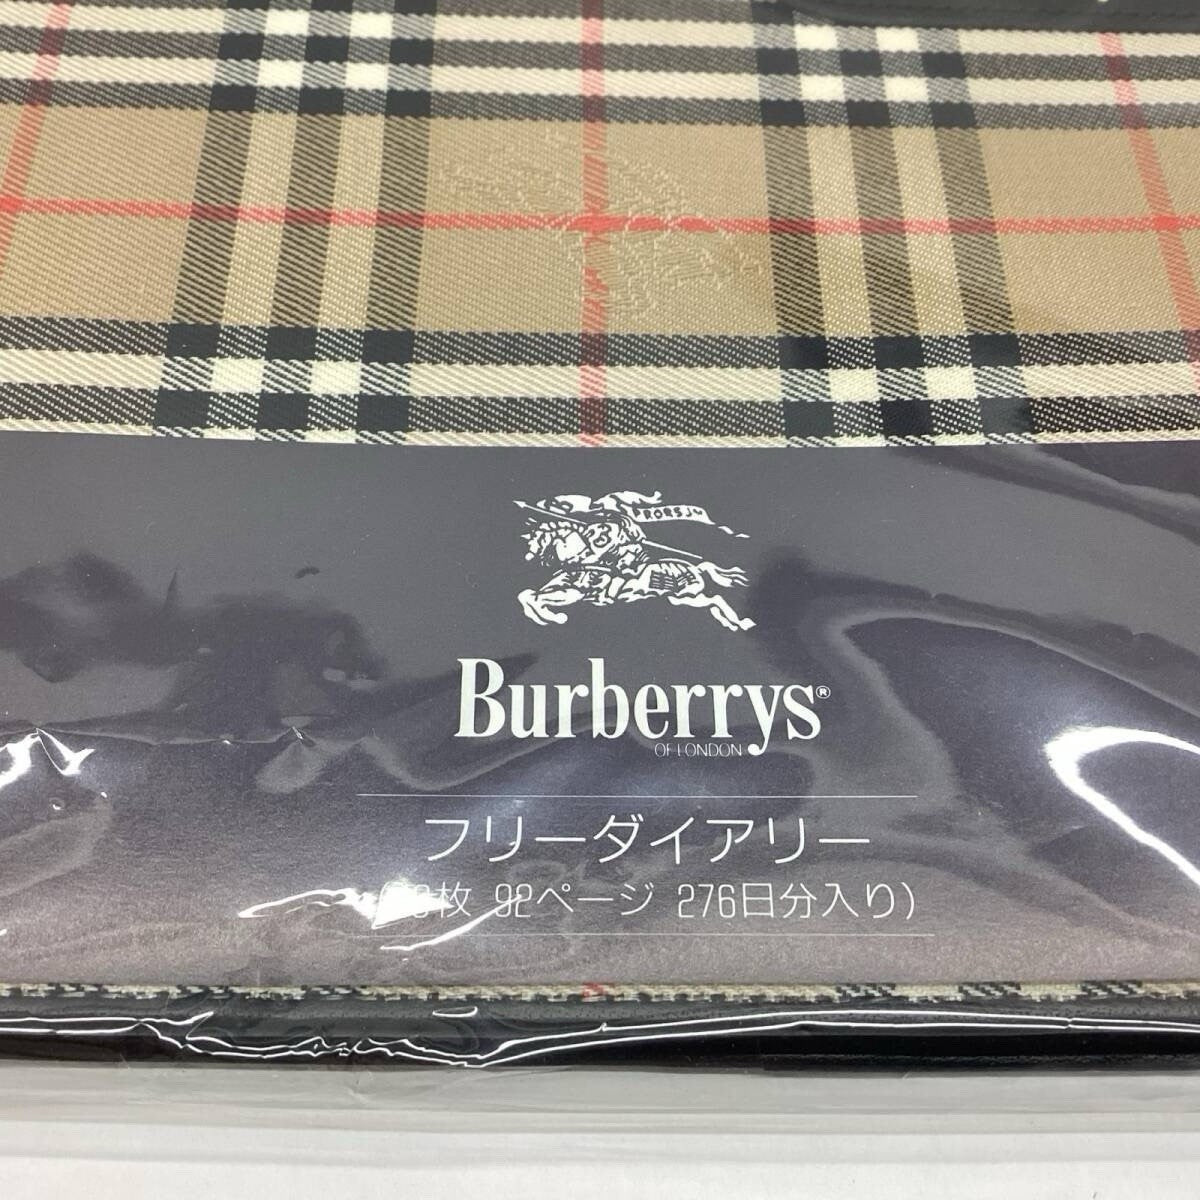 PRORSUM
Burberrys®
OF LONDON
フリーダイアリー
枚 92ページ 276日分入り)